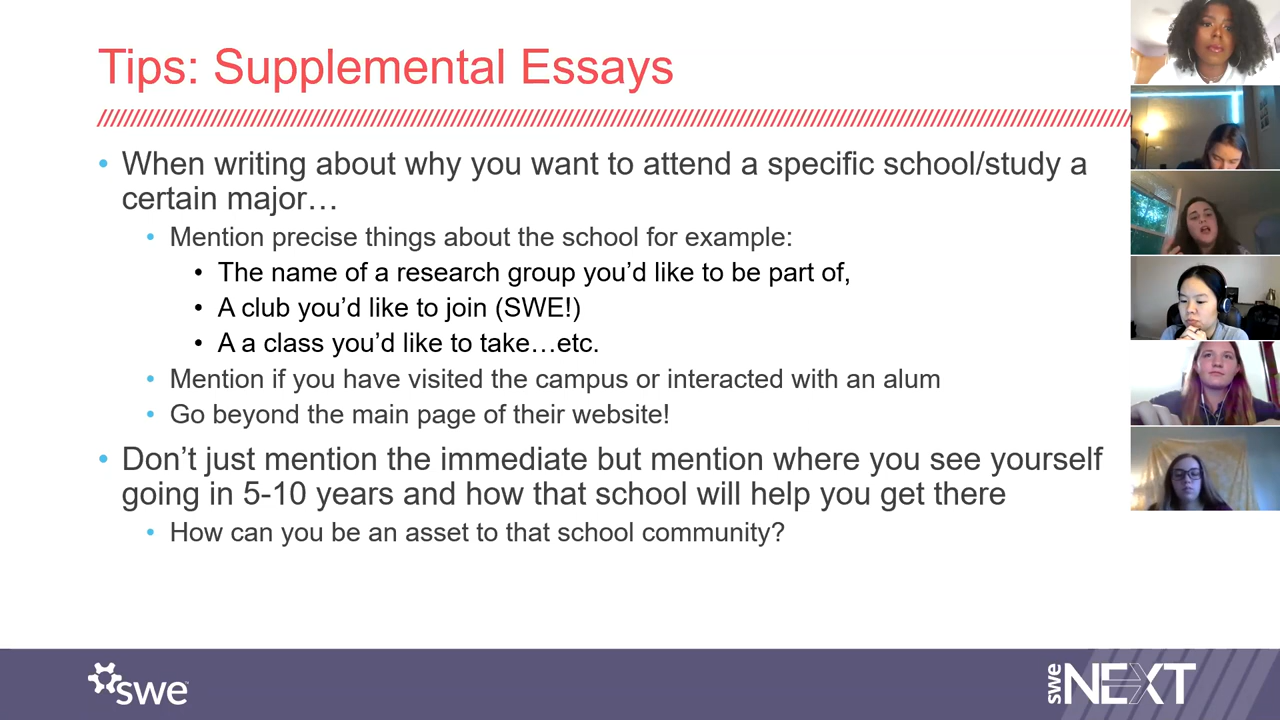 Tips: Supplemental Essays
• When writing about why you want to attend a specific school/study a
certain major…
• Mention precise things about the school for example:
• The name of a research group you’d like to be part of,
• A club you’d like to join (SWE!)
• A a class you’d like to take…etc.
• Mention if you have visited the campus or interacted with an alum
• Go beyond the main page of their website!
• Don’t just mention the immediate but mention where you see yourself
going in 5-10 years and how that school will help you get there
• How can you be an asset to that school community?
swe
swe NEXT